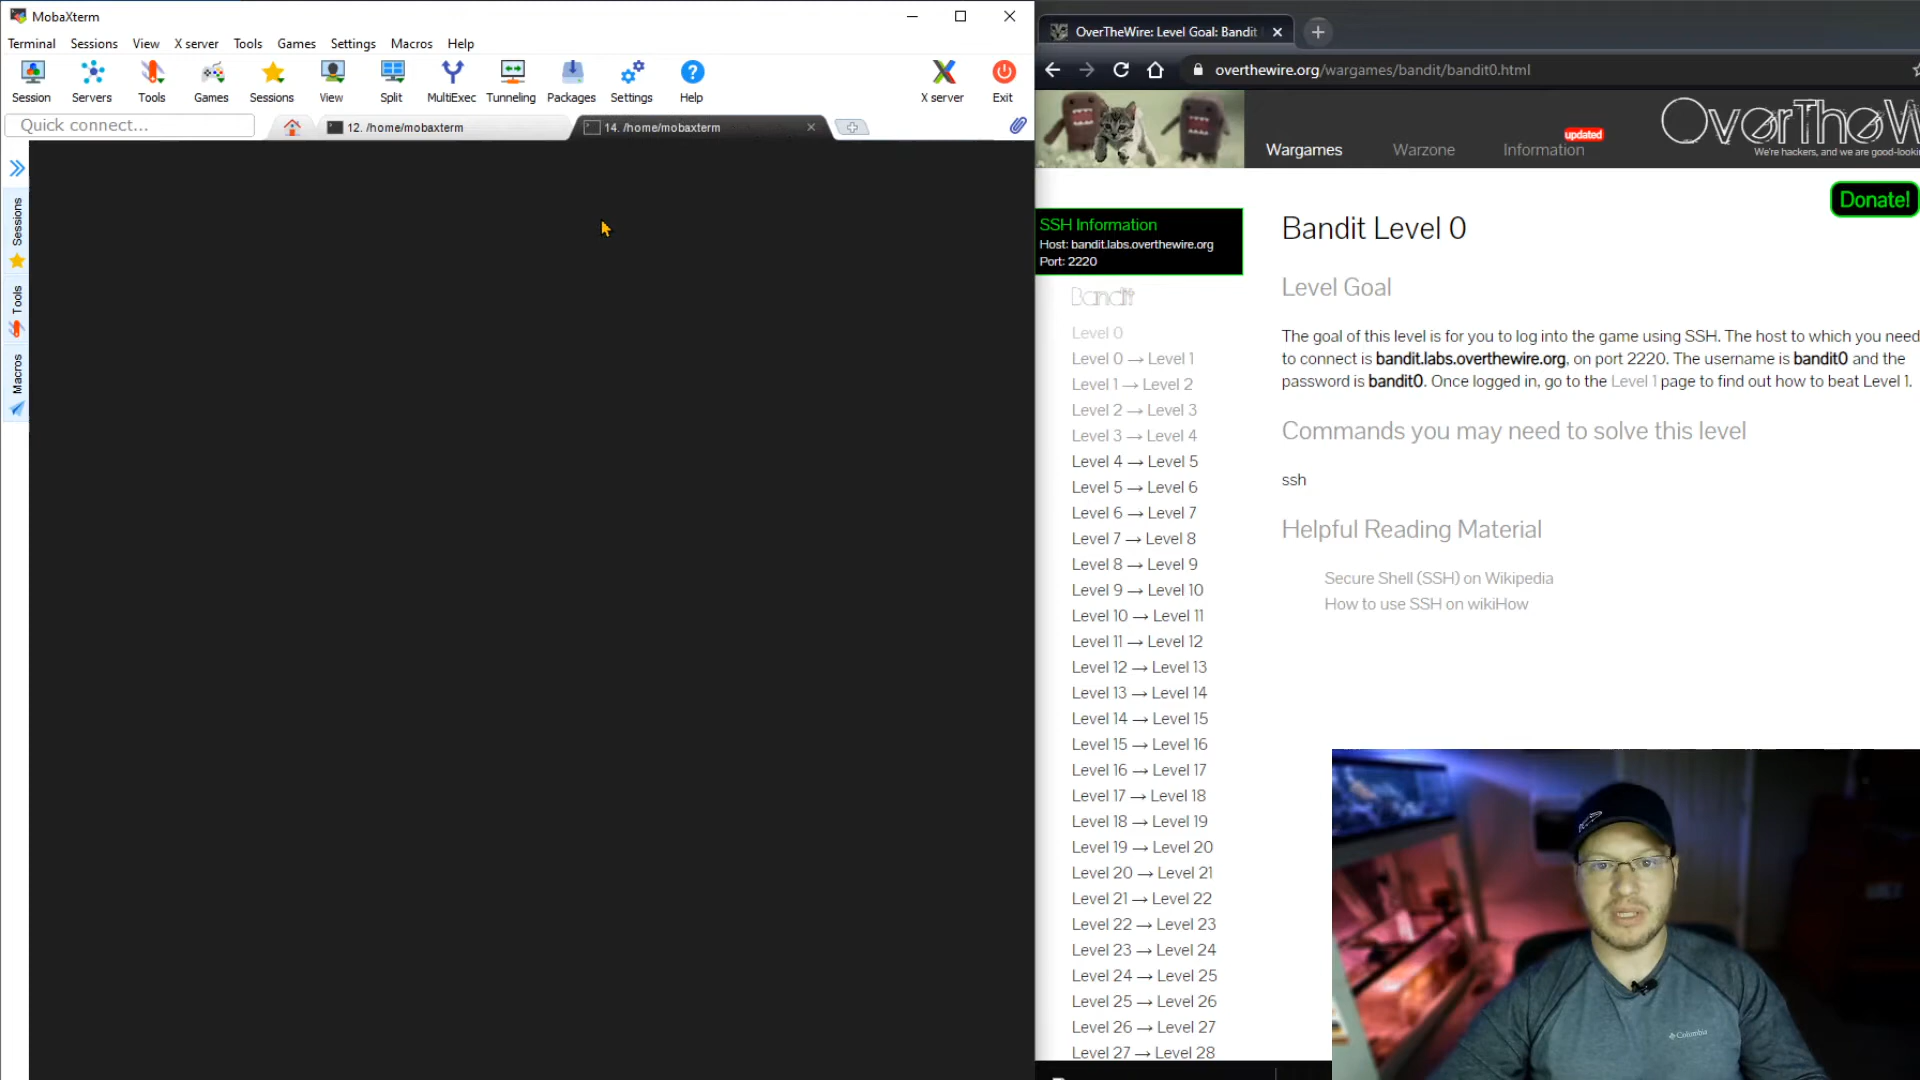 MobaXterm
Terminal Sessions View X server Tools Games Settings Macros Help
Session Servers Tools Games Sessions View Split MultiExec Tunneling Packages Settings Help X server Exit
Quick connect...
12. /home/mobaxterm
14. /home/mobaxterm
Sessions
Tools
Macros
OverTheWire: Level Goal: Bandit
overthewire.org/wargames/bandit/bandit0.html
Wargames
Warzone
Information
updated
OverTheW
We're hackers, and we are good-lookin
Donate!
SSH Information
Host: bandit.labs.overthewire.org
Port: 2220
Bandit
Level 0
Level 0 → Level 1
Level 1 → Level 2
Level 2 → Level 3
Level 3 → Level 4
Level 4 → Level 5
Level 5 → Level 6
Level 6 → Level 7
Level 7 → Level 8
Level 8 → Level 9
Level 9 → Level 10
Level 10 → Level 11
Level 11 → Level 12
Level 12 → Level 13
Level 13 → Level 14
Level 14 → Level 15
Level 15 → Level 16
Level 16 → Level 17
Level 17 → Level 18
Level 18 → Level 19
Level 19 → Level 20
Level 20 → Level 21
Level 21 → Level 22
Level 22 → Level 23
Level 23 → Level 24
Level 24 → Level 25
Level 25 → Level 26
Level 26 → Level 27
Level 27 → Level 28
Bandit Level 0
Level Goal
The goal of this level is for you to log into the game using SSH. The host to which you need
to connect is bandit.labs.overthewire.org, on port 2220. The username is bandit0 and the
password is bandit0. Once logged in, go to the Level 1 page to find out how to beat Level 1.
Commands you may need to solve this level
ssh
Helpful Reading Material
Secure Shell (SSH) on Wikipedia
How to use SSH on wikiHow
Columbia